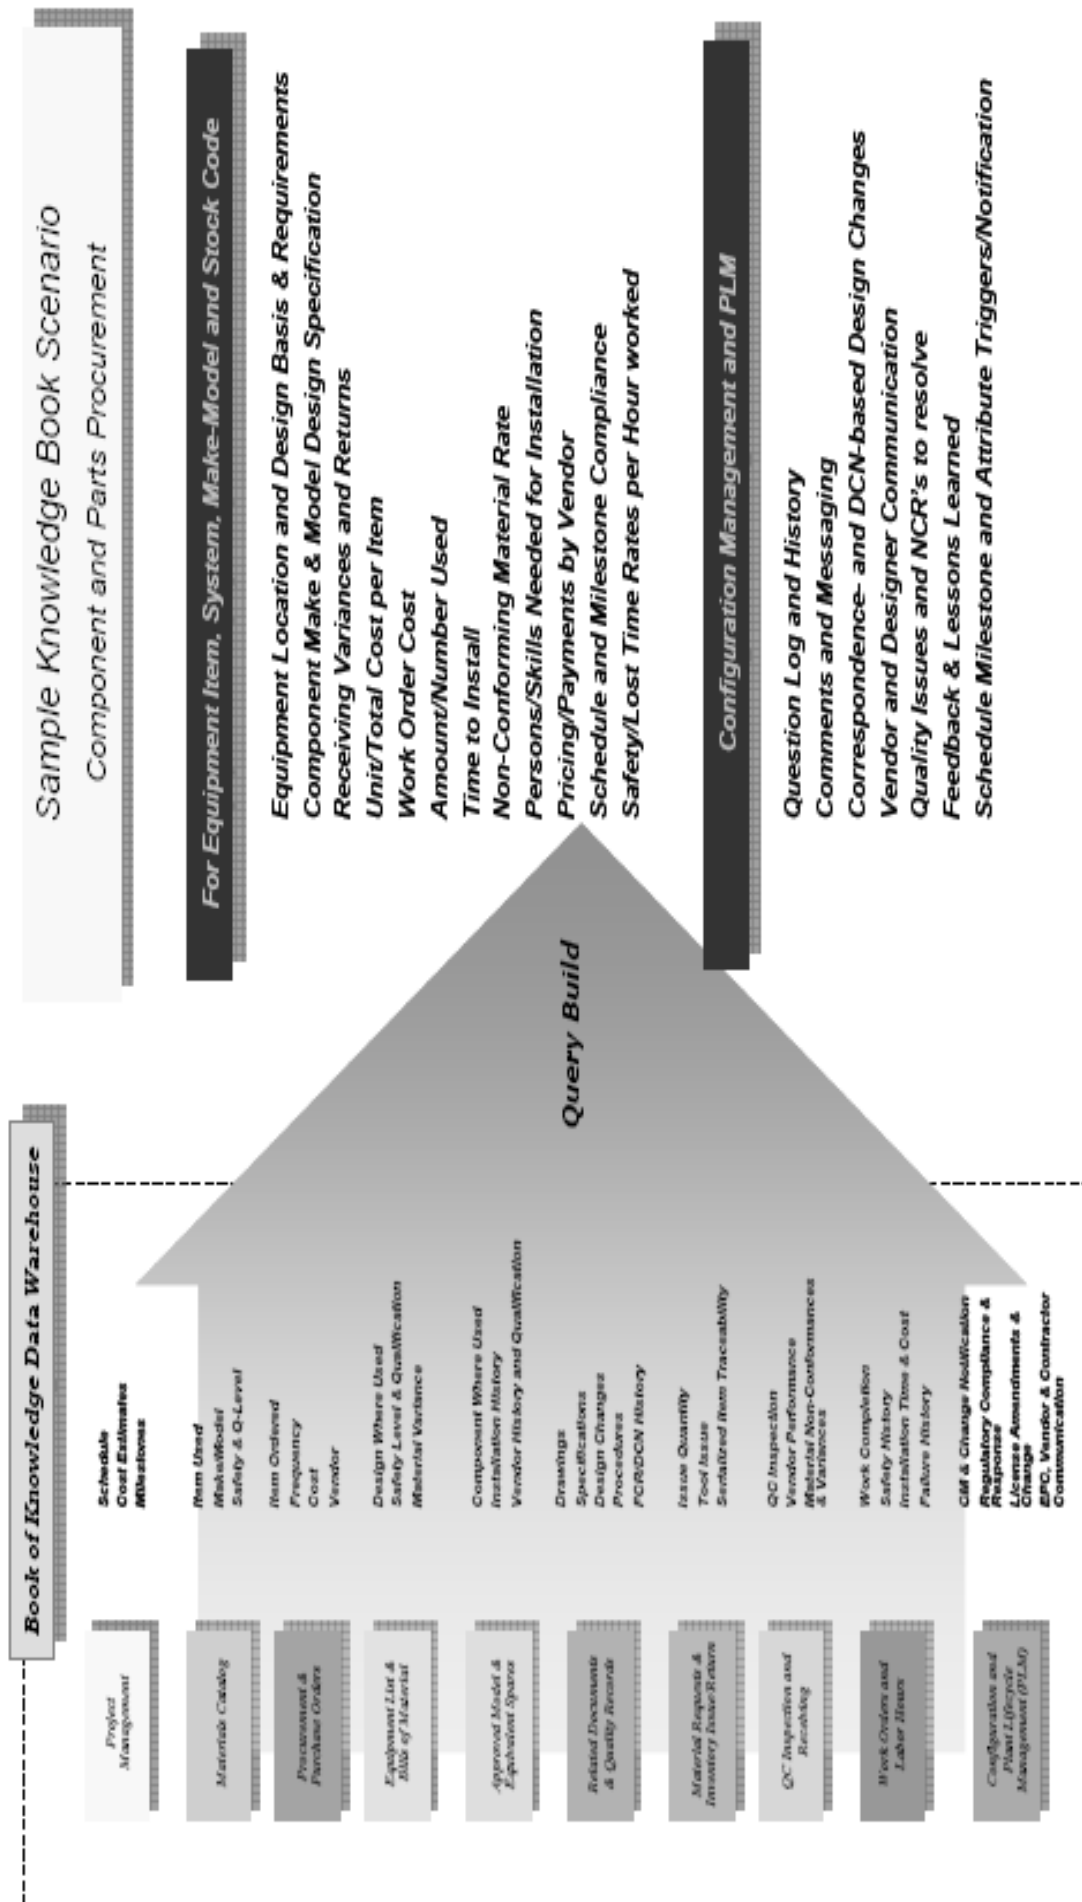 Sample Knowledge Book Scenario
Component and Parts Procurement
Book of Knowledge Data Warehouse
Project
Management
Schedule
Cost Estimates
Milestones
Materials Catalog
Item Used
Make/Model
Safety & Q-Level
Procurement &
Purchase Orders
Item Ordered
Frequency
Cost
Vendor
Equipment List &
Bills of Material
Design Where Used
Safety Level & Qualification
Material Variance
Approved Model &
Equivalent Spares
Component Where Used
Installation History
Vendor History and Qualification
Related Documents
& Quality Records
Drawings
Specifications
Design Changes
Procedures
FCR/DCN History
Material Requests &
Inventory Issue/Return
Issue Quantity
Tool Issue
Serialized Item Traceability
QC Inspection and
Receiving
QC Inspection
Vendor Performance
Material Non-Conformances
& Variances
Work Orders and
Labor Hours
Work Completion
Safety History
Installation Time & Cost
Failure History
Configuration and
Plant Lifecycle
Management (PLM)
CM & Change Notification
Regulatory Compliance &
Response
License Amendments &
Change
EPC, Vendor & Contractor
Communication
Query Build
For Equipment Item, System, Make-Model and Stock Code
Equipment Location and Design Basis & Requirements
Component Make & Model Design Specification
Receiving Variances and Returns
Unit/Total Cost per Item
Work Order Cost
Amount/Number Used
Time to Install
Non-Conforming Material Rate
Persons/Skills Needed for Installation
Pricing/Payments by Vendor
Schedule and Milestone Compliance
Safety/Lost Time Rates per Hour worked
Configuration Management and PLM
Question Log and History
Comments and Messaging
Correspondence- and DCN-based Design Changes
Vendor and Designer Communication
Quality Issues and NCR's to resolve
Feedback & Lessons Learned
Schedule Milestone and Attribute Triggers/Notification